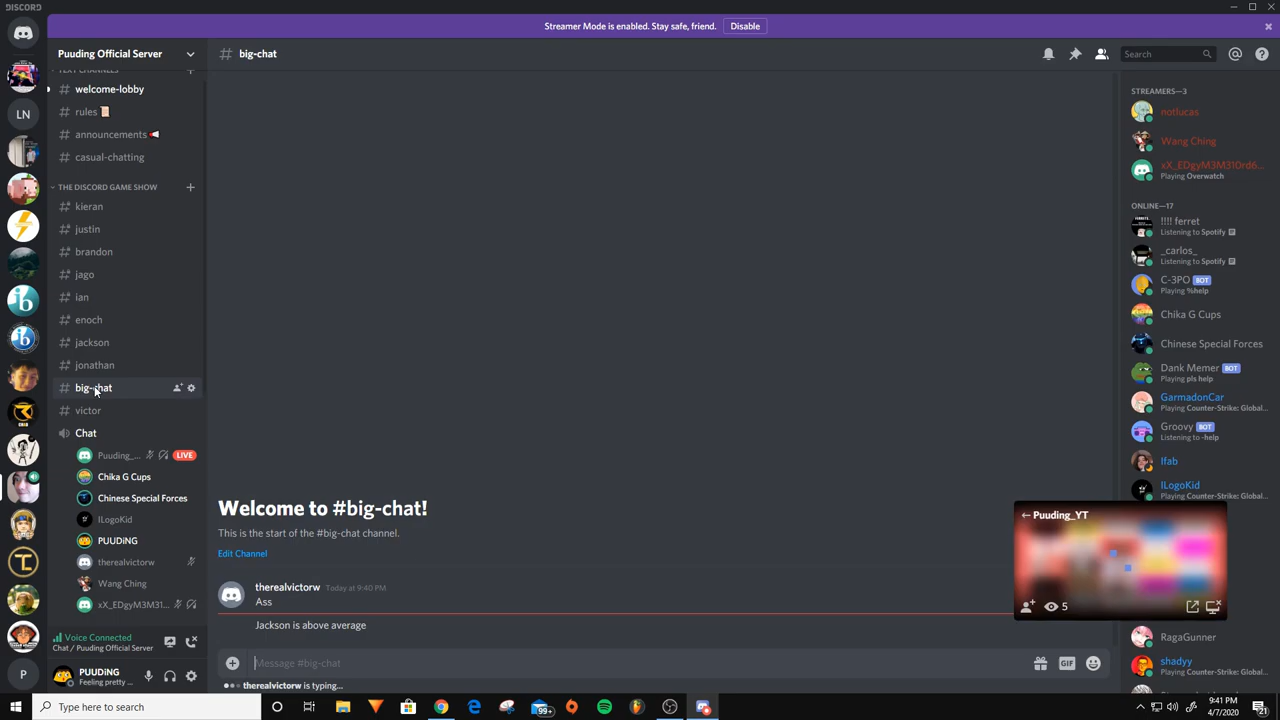 DISCORD
Streamer Mode is enabled. Stay safe, friend. Disable
Puuding Official Server
# big-chat
Search
TEXT CHANNELS
# welcome-lobby
# rules
# announcements
# casual-chatting
THE DISCORD GAME SHOW
# kieran
# justin
# brandon
# jago
# ian
# enoch
# jackson
# jonathan
# big-chat
# victor
Chat
Puuding_... LIVE
Chika G Cups
Chinese Special Forces
ILogoKid
PUUDiNG
therealvictorw
Wang Ching
xX_EDgyM3M31...
Voice Connected
Chat / Puuding Official Server
PUUDiNG
Feeling pretty ...
LN
P
Welcome to #big-chat!
This is the start of the #big-chat channel.
Edit Channel
therealvictorw Today at 9:40 PM
Ass
Jackson is above average
Message #big-chat
GIF
therealvictorw is typing...
STREAMERS—3
notlucas
Wang Ching
xX_EDgyM3M310rd6...
Playing Overwatch
ONLINE—17
!!!! ferret
Listening to Spotify
_carlos_
Listening to Spotify
C-3PO BOT
Playing %help
Chika G Cups
Chinese Special Forces
Dank Memer BOT
Playing pls help
GarmadonCar
Playing Counter-Strike: Global...
Groovy BOT
Listening to -help
Ifab
ILogoKid
Playing Counter-Strike: Global...
← Puuding_YT
5
RagaGunner
shadyy
Playing Counter-Strike: Global...
Type here to search
99+
9:41 PM
4/7/2020
21